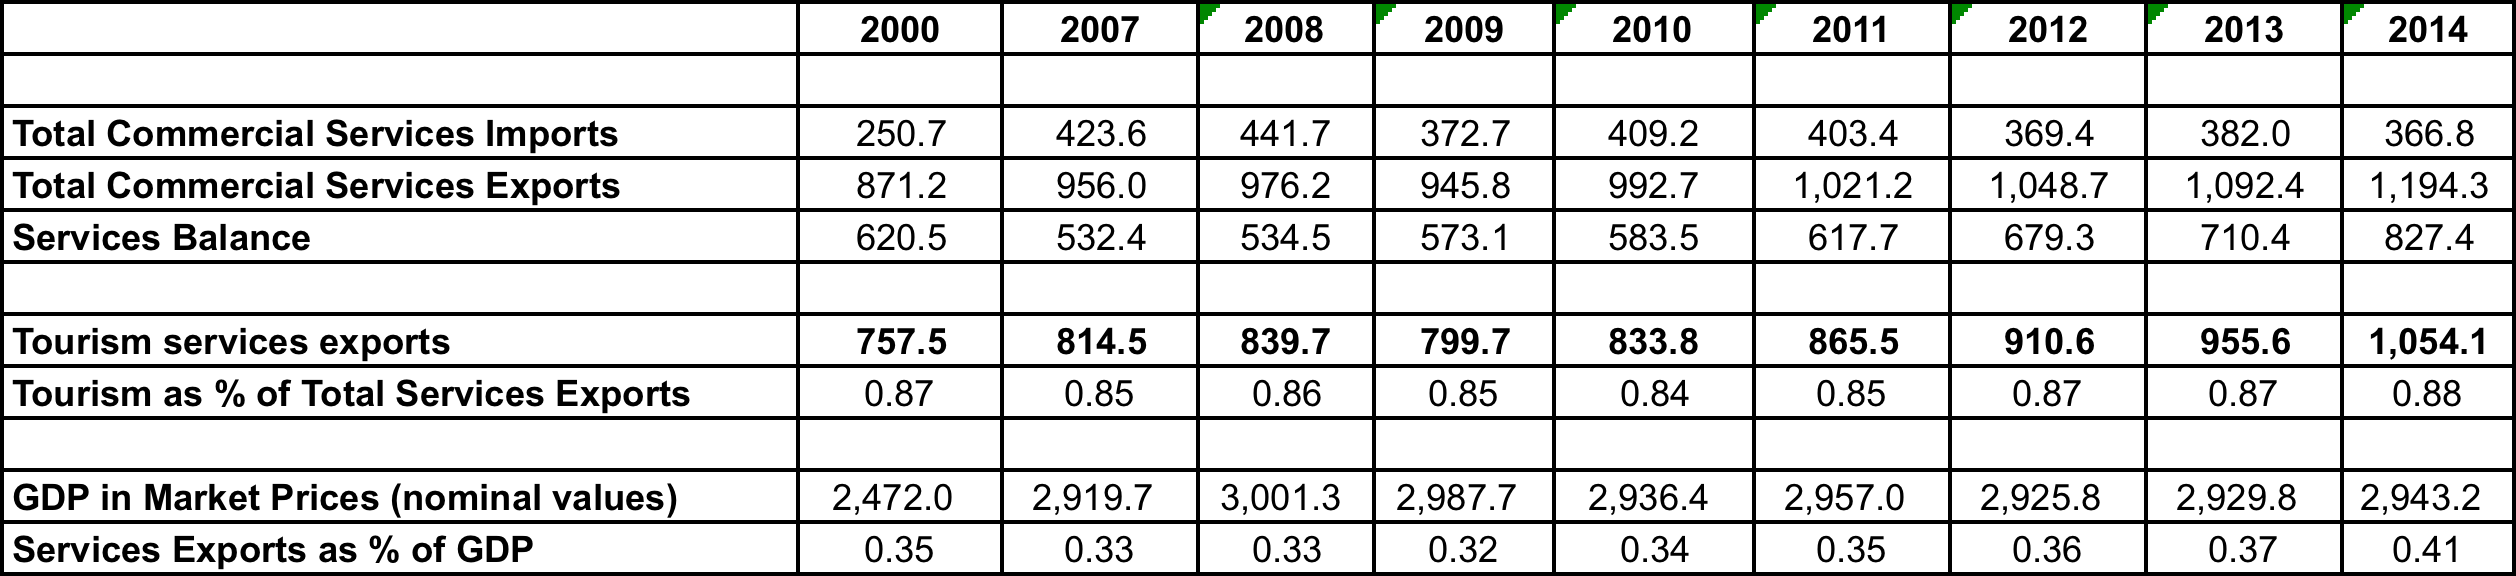 2000 2007 2008 2009 2010 2011 2012 2013 2014
Total Commercial Services Imports 250.7 423.6 441.7 372.7 409.2 403.4 369.4 382.0 366.8
Total Commercial Services Exports 871.2 956.0 976.2 945.8 992.7 1,021.2 1,048.7 1,092.4 1,194.3
Services Balance 620.5 532.4 534.5 573.1 583.5 617.7 679.3 710.4 827.4
Tourism services exports 757.5 814.5 839.7 799.7 833.8 865.5 910.6 955.6 1,054.1
Tourism as % of Total Services Exports 0.87 0.85 0.86 0.85 0.84 0.85 0.87 0.87 0.88
GDP in Market Prices (nominal values) 2,472.0 2,919.7 3,001.3 2,987.7 2,936.4 2,957.0 2,925.8 2,929.8 2,943.2
Services Exports as % of GDP 0.35 0.33 0.33 0.32 0.34 0.35 0.36 0.37 0.41